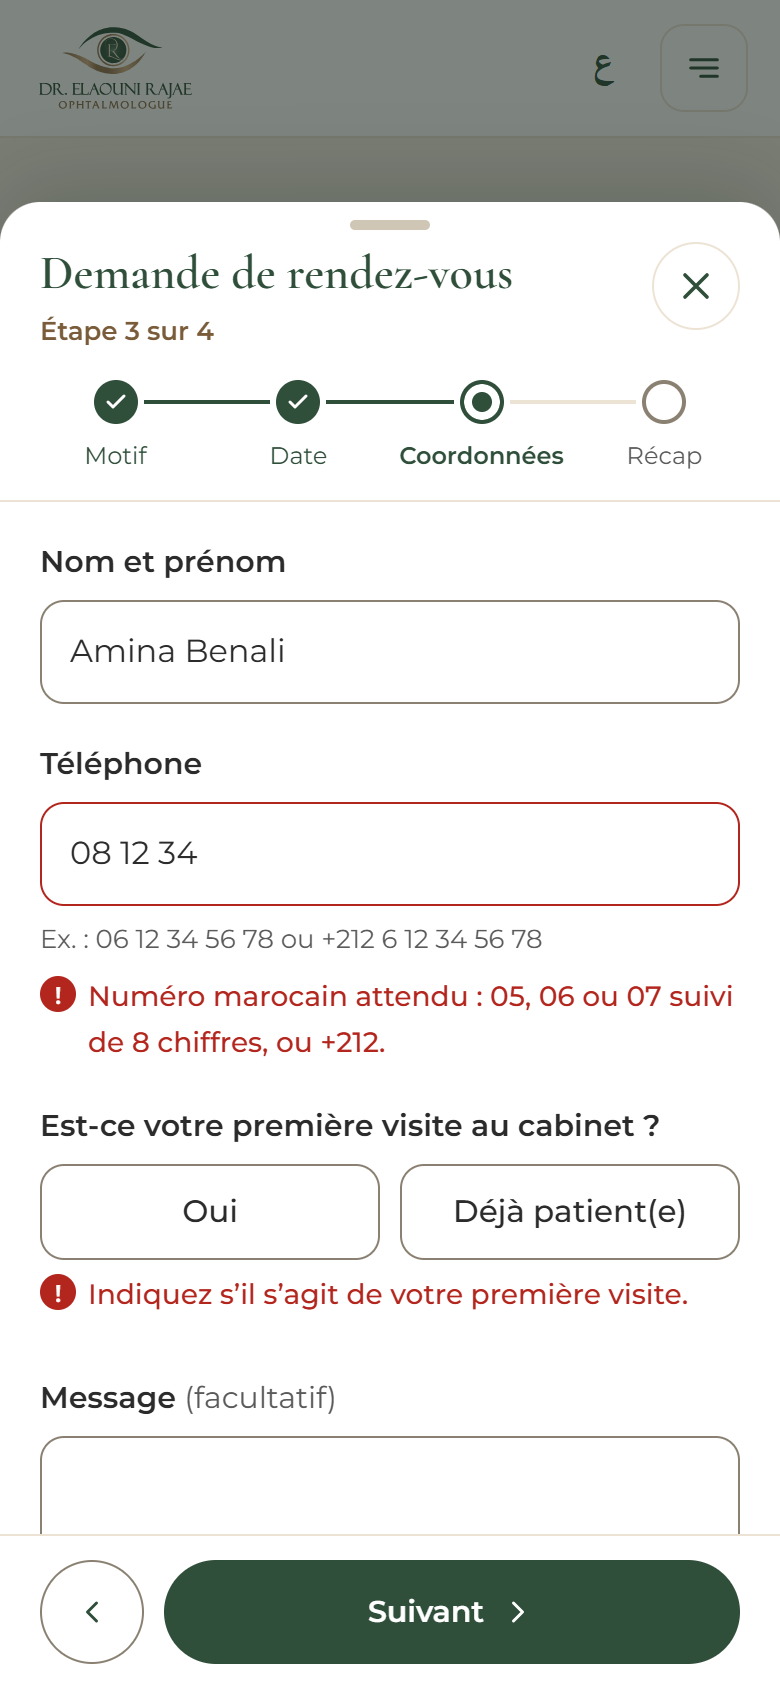 DR. ELAOUNI RAJAE
OPHTALMOLOGUE
ع
Demande de rendez-vous
Étape 3 sur 4
Motif
Date
Coordonnées
Récap
Nom et prénom
Amina Benali
Téléphone
08 12 34
Ex. : 06 12 34 56 78 ou +212 6 12 34 56 78
Numéro marocain attendu : 05, 06 ou 07 suivi
de 8 chiffres, ou +212.
Est-ce votre première visite au cabinet ?
Oui
Déjà patient(e)
Indiquez s’il s’agit de votre première visite.
Message (facultatif)
Suivant